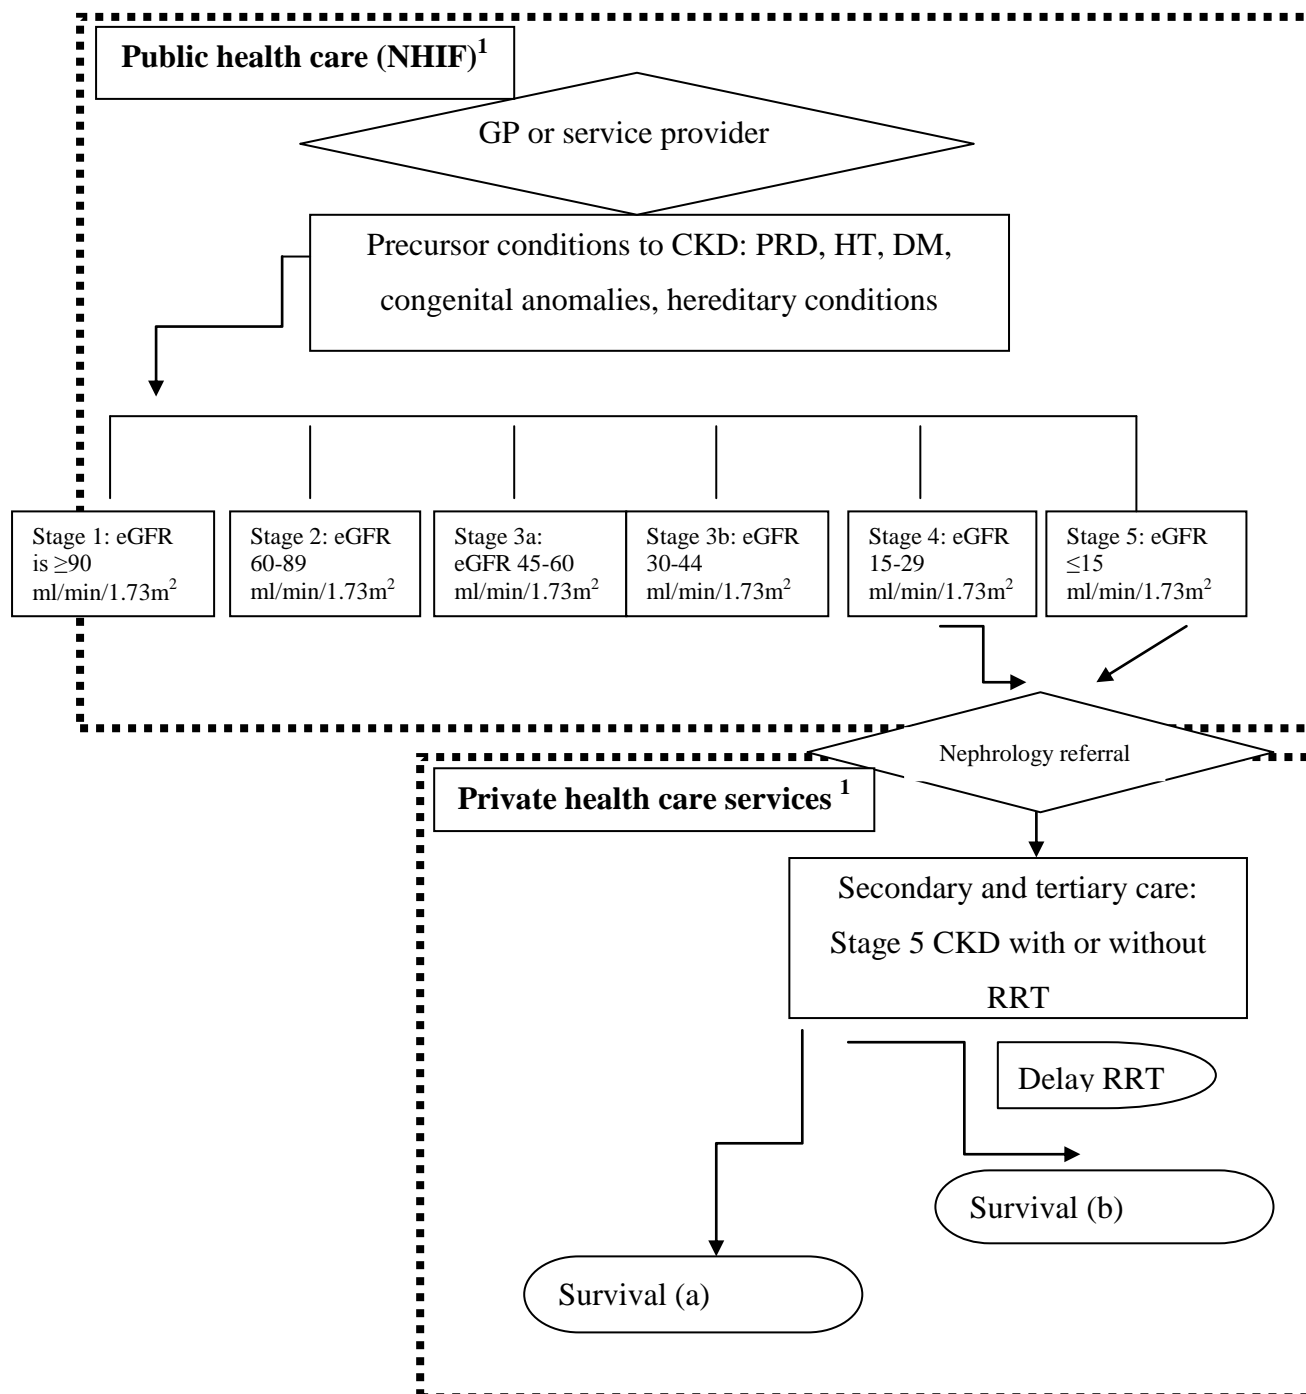 Public health care (NHIF)1
GP or service provider
Precursor conditions to CKD: PRD, HT, DM,
congenital anomalies, hereditary conditions
Stage 1: eGFR
is ≥90
ml/min/1.73m2
Stage 2: eGFR
60-89
ml/min/1.73m2
Stage 3a:
eGFR 45-60
ml/min/1.73m2
Stage 3b: eGFR
30-44
ml/min/1.73m2
Stage 4: eGFR
15-29
ml/min/1.73m2
Stage 5: eGFR
≤15
ml/min/1.73m2
Nephrology referral
Private health care services 1
Secondary and tertiary care:
Stage 5 CKD with or without
RRT
Delay RRT
Survival (b)
Survival (a)